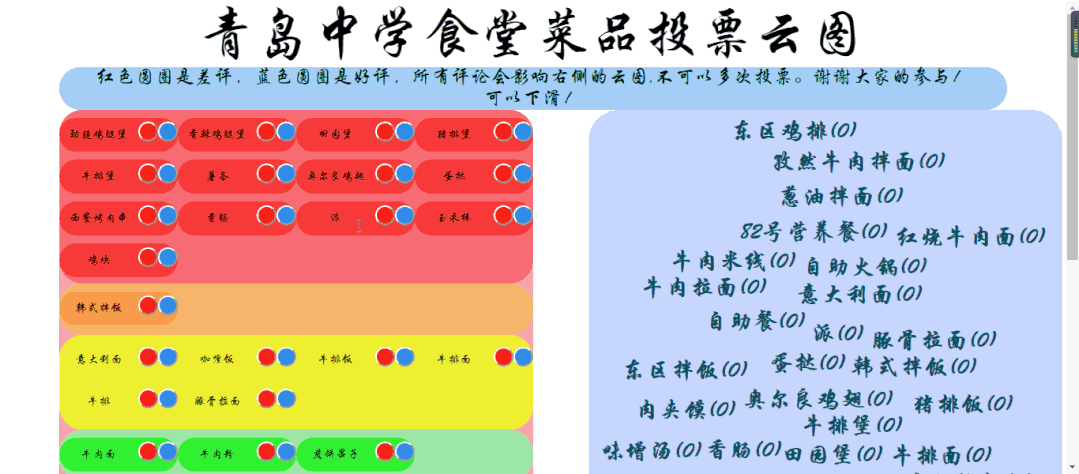 青岛中学食堂菜品投票云图
红色圆圈是差评，蓝色圆圈是好评，所有评论会影响右侧的云图.不可以多次投票。谢谢大家的参与!
可以下滑!
劲脆鸡腿堡 香辣鸡腿堡 田园堡 猪排堡
牛排堡 薯条 奥尔良鸡翅 蛋挞
西餐烤肉串 香肠 派 玉米棒
鸡块
韩式拌饭
意大利面 咖喱饭 牛排饭 牛排面
牛排 豚骨拉面
牛肉面 牛肉粉 煎饼果子
东区鸡排(0)
孜然牛肉拌面(0)
葱油拌面(0)
82号营养餐(0) 红烧牛肉面(0)
牛肉米线(0) 自助火锅(0)
牛肉拉面(0) 意大利面(0)
自助餐(0) 派(0) 豚骨拉面(0)
东区拌饭(0) 蛋挞(0) 韩式拌饭(0)
肉夹馍(0) 奥尔良鸡翅(0) 猪排饭(0)
牛排堡(0)
味增汤(0) 香肠(0) 田园堡(0) 牛排面(0)